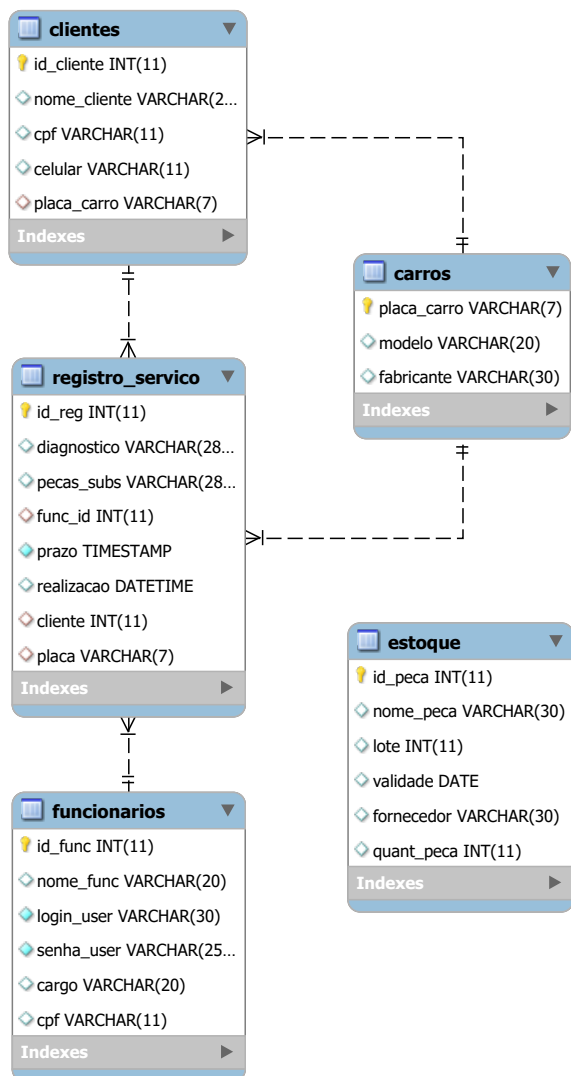 clientes
id_cliente INT(11)
nome_cliente VARCHAR(2...
cpf VARCHAR(11)
celular VARCHAR(11)
placa_carro VARCHAR(7)
Indexes
carros
placa_carro VARCHAR(7)
modelo VARCHAR(20)
fabricante VARCHAR(30)
Indexes
registro_servico
id_reg INT(11)
diagnostico VARCHAR(28...
pecas_subs VARCHAR(28...
func_id INT(11)
prazo TIMESTAMP
realizacao DATETIME
cliente INT(11)
placa VARCHAR(7)
Indexes
estoque
id_peca INT(11)
nome_peca VARCHAR(30)
lote INT(11)
validade DATE
fornecedor VARCHAR(30)
quant_peca INT(11)
Indexes
funcionarios
id_func INT(11)
nome_func VARCHAR(20)
login_user VARCHAR(30)
senha_user VARCHAR(25...
cargo VARCHAR(20)
cpf VARCHAR(11)
Indexes